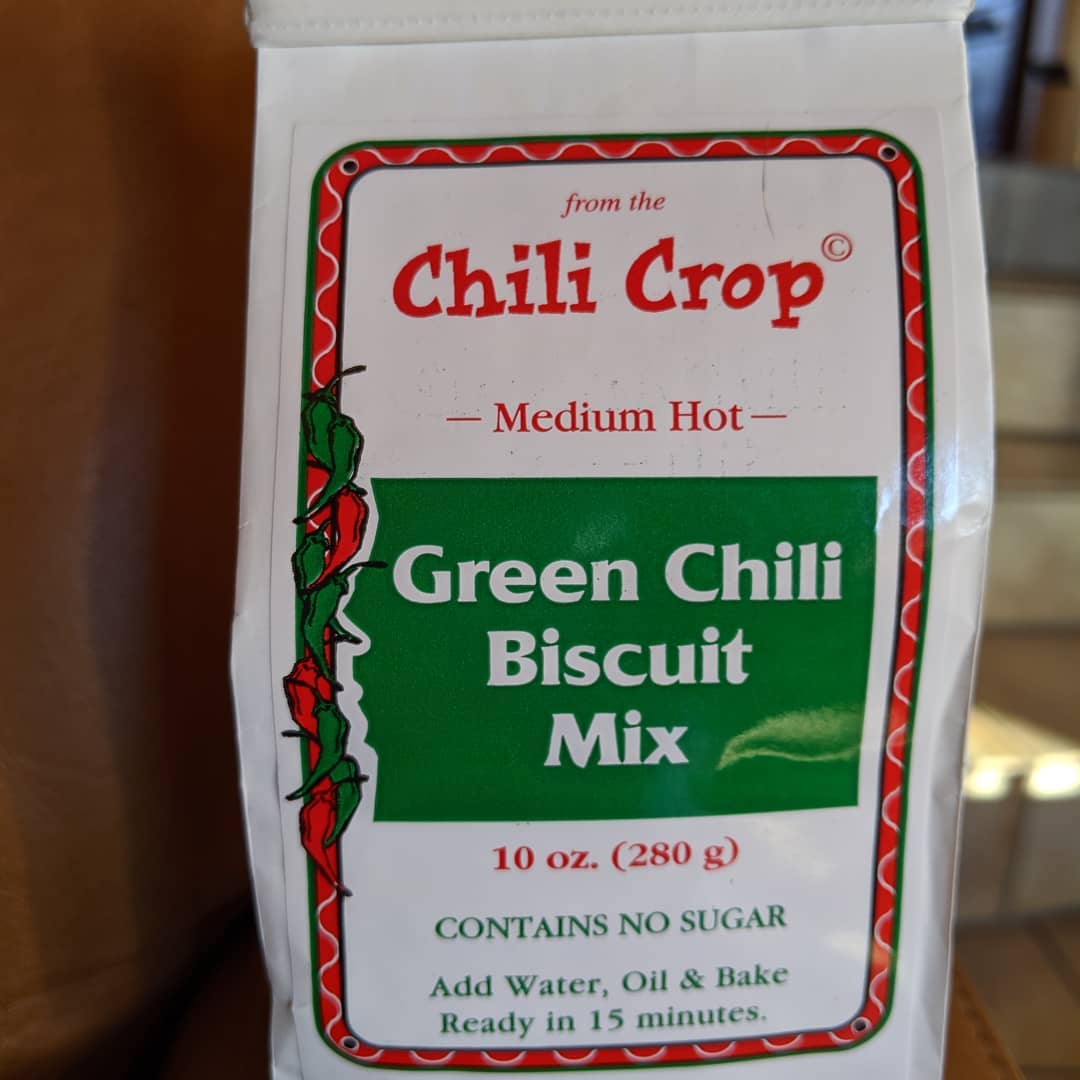 from the
Chili Crop©
— Medium Hot —
Green Chili
Biscuit
Mix
10 oz. (280 g)
CONTAINS NO SUGAR
Add Water, Oil & Bake
Ready in 15 minutes.